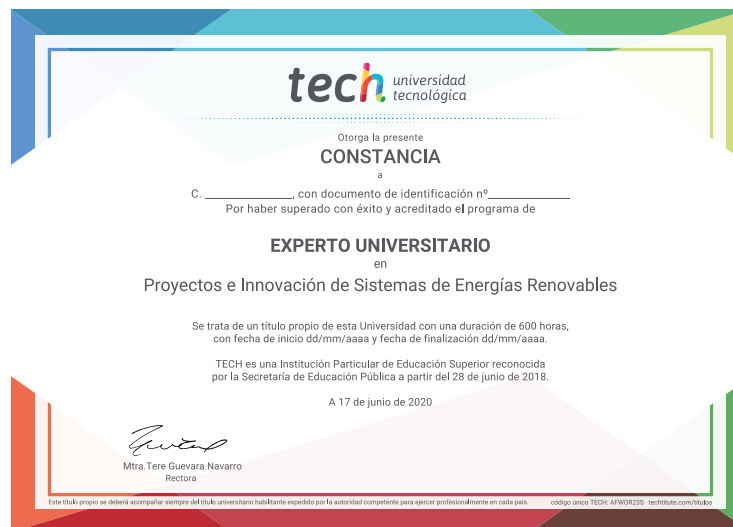 tech universidad
tecnológica
Otorga la presente
CONSTANCIA
a
C. ______________, con documento de identificación nº______________
Por haber superado con éxito y acreditado el programa de
EXPERTO UNIVERSITARIO
en
Proyectos e Innovación de Sistemas de Energías Renovables
Se trata de un título propio de esta Universidad con una duración de 600 horas,
con fecha de inicio dd/mm/aaaa y fecha de finalización dd/mm/aaaa.
TECH es una Institución Particular de Educación Superior reconocida
por la Secretaría de Educación Pública a partir del 28 de junio de 2018.
A 17 de junio de 2020
Mtra.Tere Guevara Navarro
Rectora
Este título propio se deberá acompañar siempre del título universitario habilitante expedido por la autoridad competente para ejercer profesionalmente en cada país. código único TECH: AFWOR23S techtitute.com/titulos